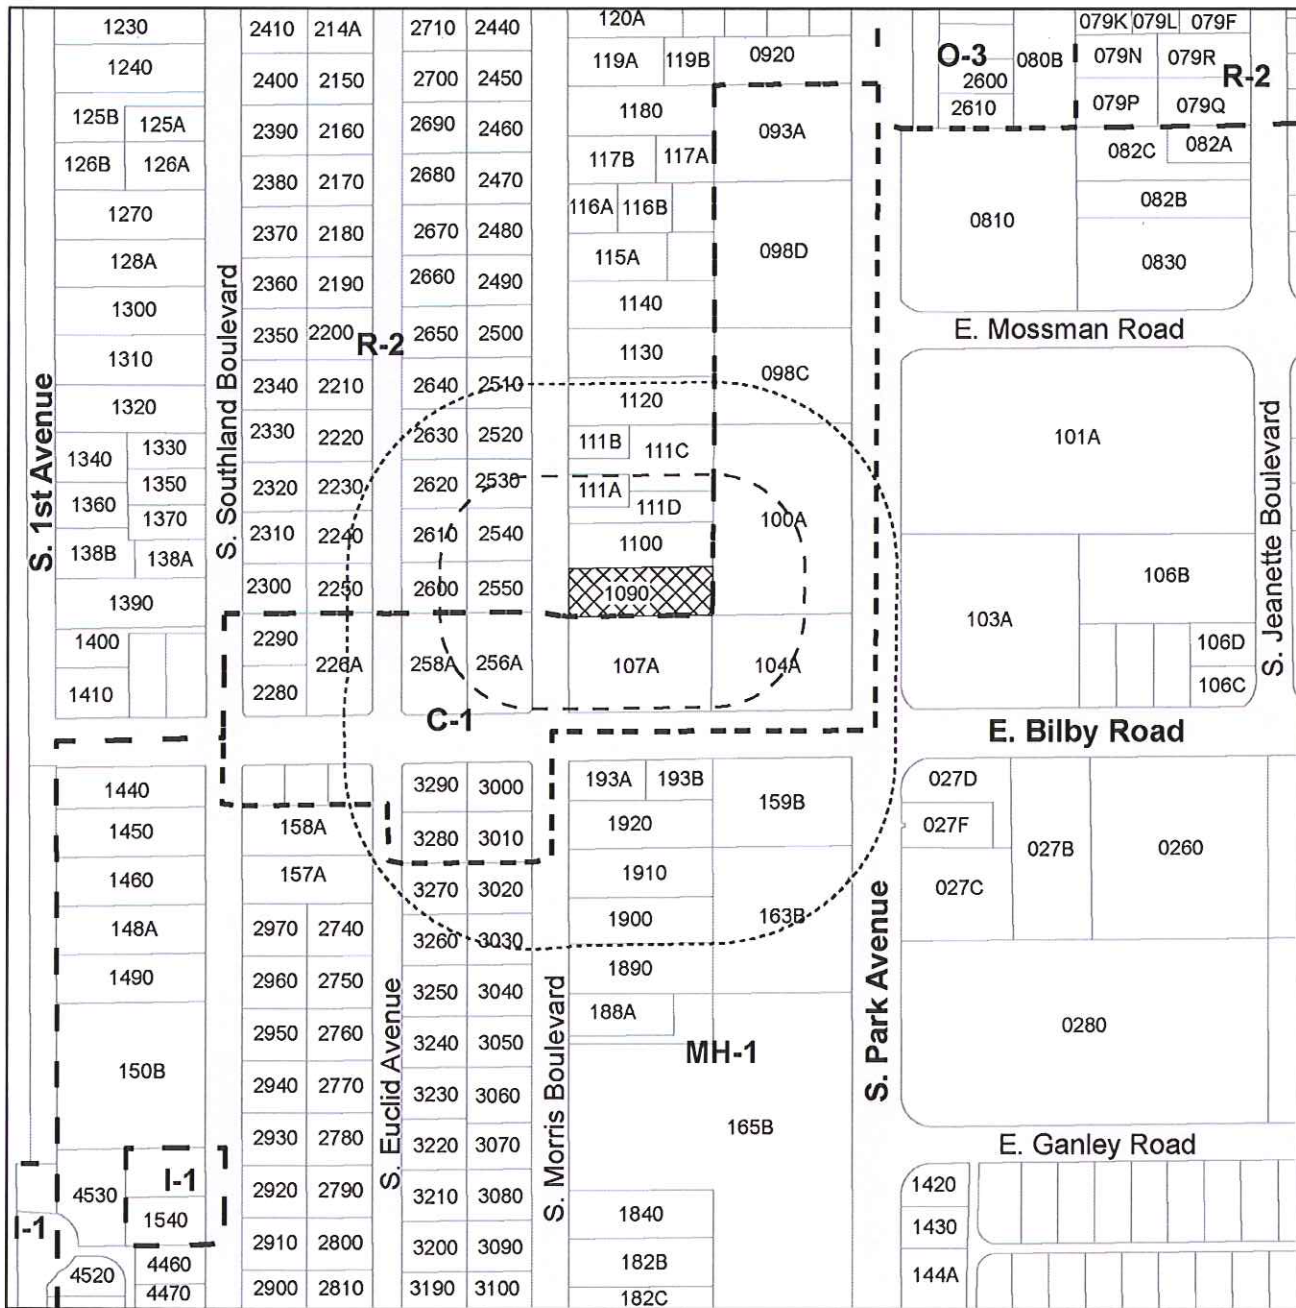 1230 2410 214A 2710 2440 120A 079K 079L 079F
1240 2400 2150 2700 2450 119A 119B 0920 O-3 2600 080B 079N 079R R-2
125B 125A 2390 2160 2690 2460 1180 2610 079P 079Q
126B 126A 2380 2170 2680 2470 117B 117A 093A 082C 082A
1270 2370 2180 2670 2480 116A 116B 098D 0810 082B
128A 2360 2190 2660 2490 115A 0830
1300 2350 2200 R-2 2650 2500 1140 E. Mossman Road
1310 2340 2210 2640 2510 1130 098C
1320 2330 2220 2630 2520 1120 101A
1340 1330 2320 2230 2620 2530 111B 111C
1360 1350 2310 2240 2610 2540 111A 111D 100A
1370 1100
138B 138A 2300 2250 2600 2550 1090 106B
1390 103A
S. 1st Avenue
S. Southland Boulevard
S. Jeanette Boulevard
1400 2290 226A 258A 256A 107A 104A 106D
1410 2280 106C
C-1 E. Bilby Road
1440 3290 3000 193A 193B 159B 027D
1450 158A 3280 3010 1920 027F 027B 0260
1460 157A 3270 3020 1910 027C
148A 2970 2740 3260 3030 1900 163B
1490 2960 2750 3250 3040 1890
150B 2950 2760 3240 3050 188A MH-1 0280
2940 2770 3230 3060
2930 2780 3220 3070 165B E. Ganley Road
S. Euclid Avenue
S. Morris Boulevard
S. Park Avenue
4530 I-1 2920 2790 3210 3080 1420
I-1 1540 2910 2800 3200 3090 1840 1430
4520 4460 182B
4470 2900 2810 3190 3100 182C 144A